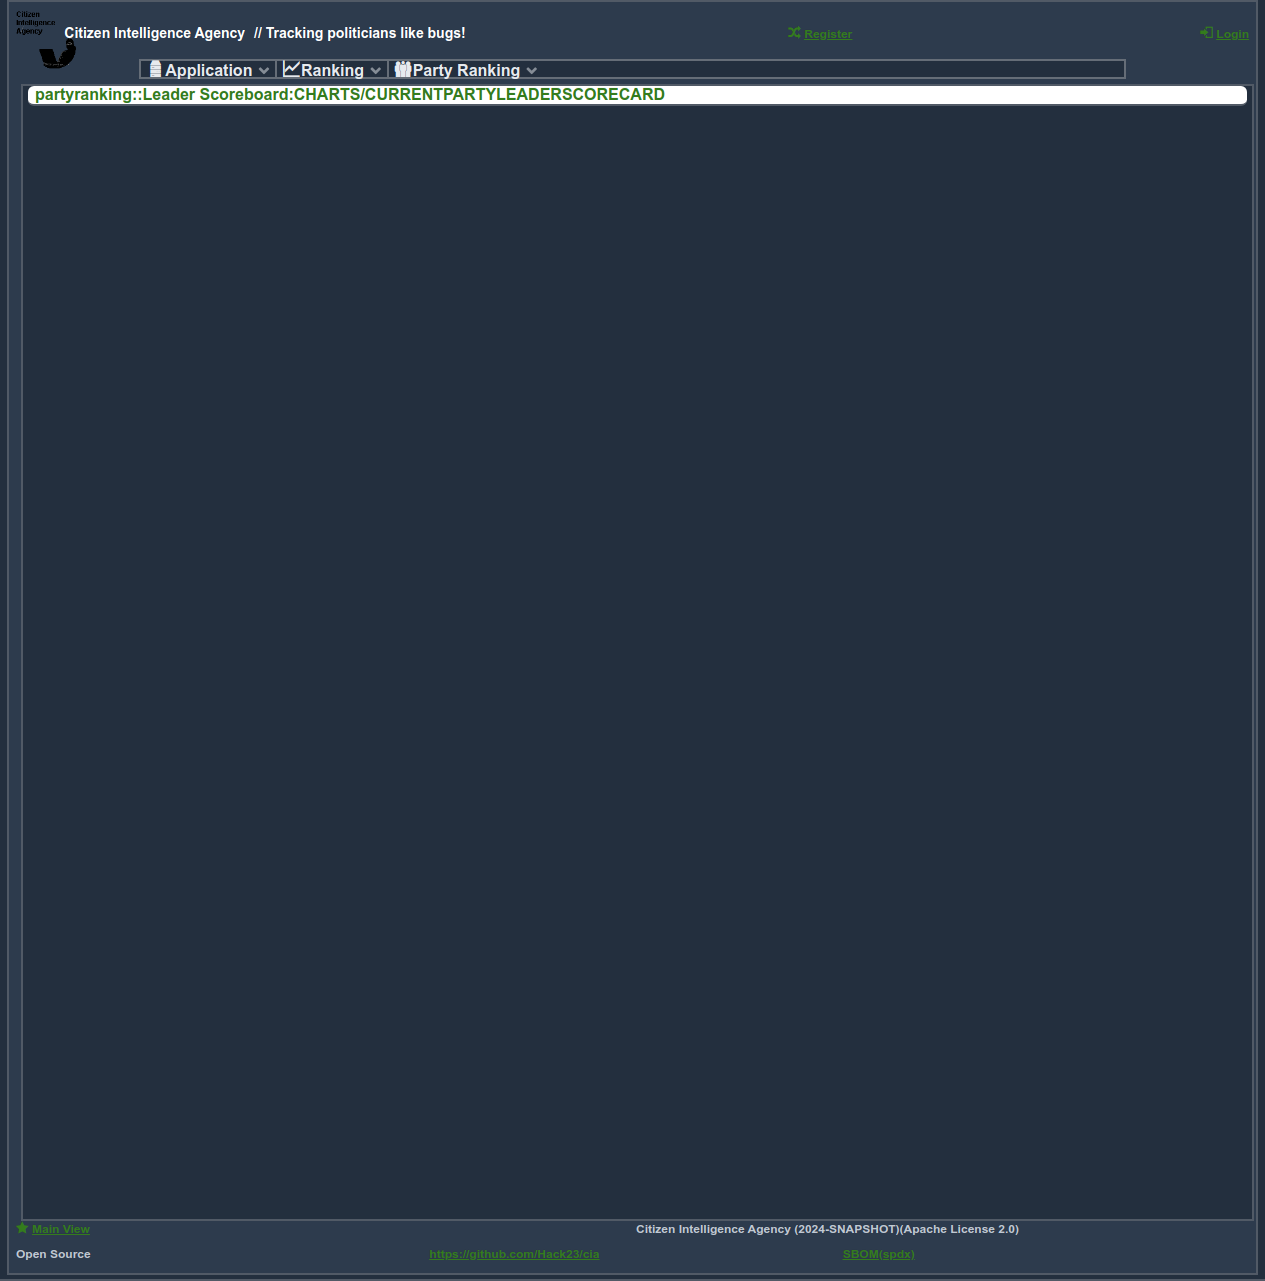 Citizen
Intelligence
Agency
Citizen Intelligence Agency // Tracking politicians like bugs!
Register
Login
Application
Ranking
Party Ranking
partyranking::Leader Scoreboard:CHARTS/CURRENTPARTYLEADERSCORECARD
Main View
Citizen Intelligence Agency (2024-SNAPSHOT)(Apache License 2.0)
Open Source
https://github.com/Hack23/cia
SBOM(spdx)